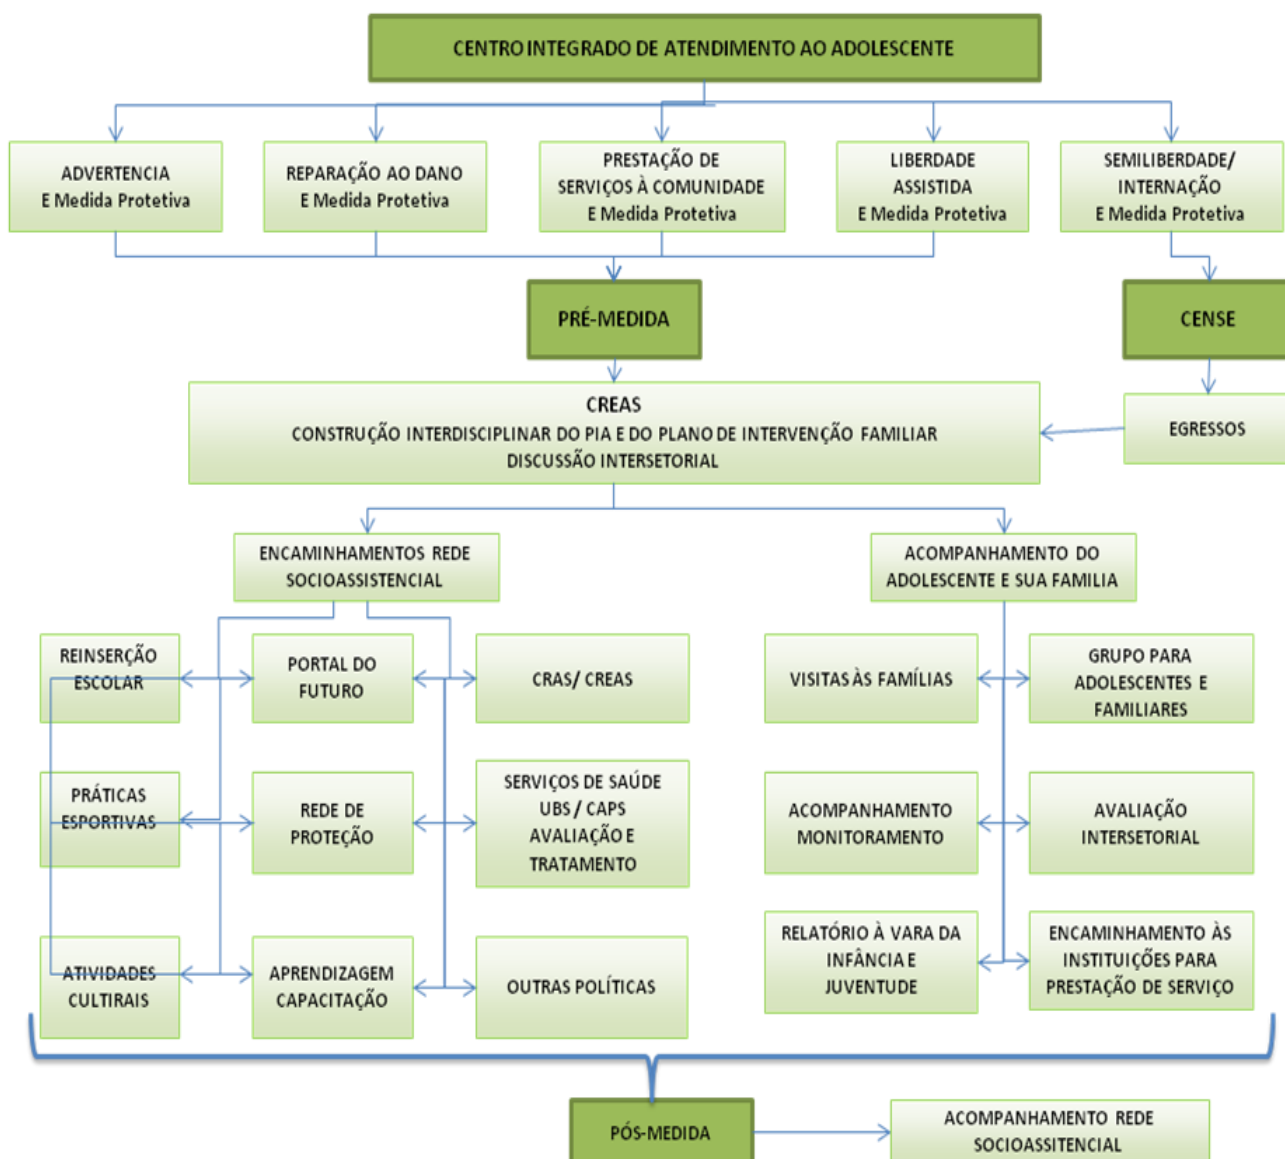 CENTRO INTEGRADO DE ATENDIMENTO AO ADOLESCENTE
ADVERTENCIA
E Medida Protetiva
REPARAÇÃO AO DANO
E Medida Protetiva
PRESTAÇÃO DE
SERVIÇOS À COMUNIDADE
E Medida Protetiva
LIBERDADE
ASSISTIDA
E Medida Protetiva
SEMILIBERDADE/
INTERNAÇÃO
E Medida Protetiva
PRÉ-MEDIDA
CENSE
CREAS
CONSTRUÇÃO INTERDISCIPLINAR DO PIA E DO PLANO DE INTERVENÇÃO FAMILIAR
DISCUSSÃO INTERSETORIAL
EGRESSOS
ENCAMINHAMENTOS REDE
SOCIOASSISTENCIAL
ACOMPANHAMENTO DO
ADOLESCENTE E SUA FAMILIA
REINSERÇÃO
ESCOLAR
PORTAL DO
FUTURO
CRAS/ CREAS
VISITAS ÀS FAMÍLIAS
GRUPO PARA
ADOLESCENTES E
FAMILIARES
PRÁTICAS
ESPORTIVAS
REDE DE
PROTEÇÃO
SERVIÇOS DE SAÚDE
UBS / CAPS
AVALIAÇÃO E
TRATAMENTO
ACOMPANHAMENTO
MONITORAMENTO
AVALIAÇÃO
INTERSETORIAL
ATIVIDADES
CULTIRAIS
APRENDIZAGEM
CAPACITAÇÃO
OUTRAS POLÍTICAS
RELATÓRIO À VARA DA
INFÂNCIA E
JUVENTUDE
ENCAMINHAMENTO ÀS
INSTITUIÇÕES PARA
PRESTAÇÃO DE SERVIÇO
PÓS-MEDIDA
ACOMPANHAMENTO REDE
SOCIOASSITENCIAL